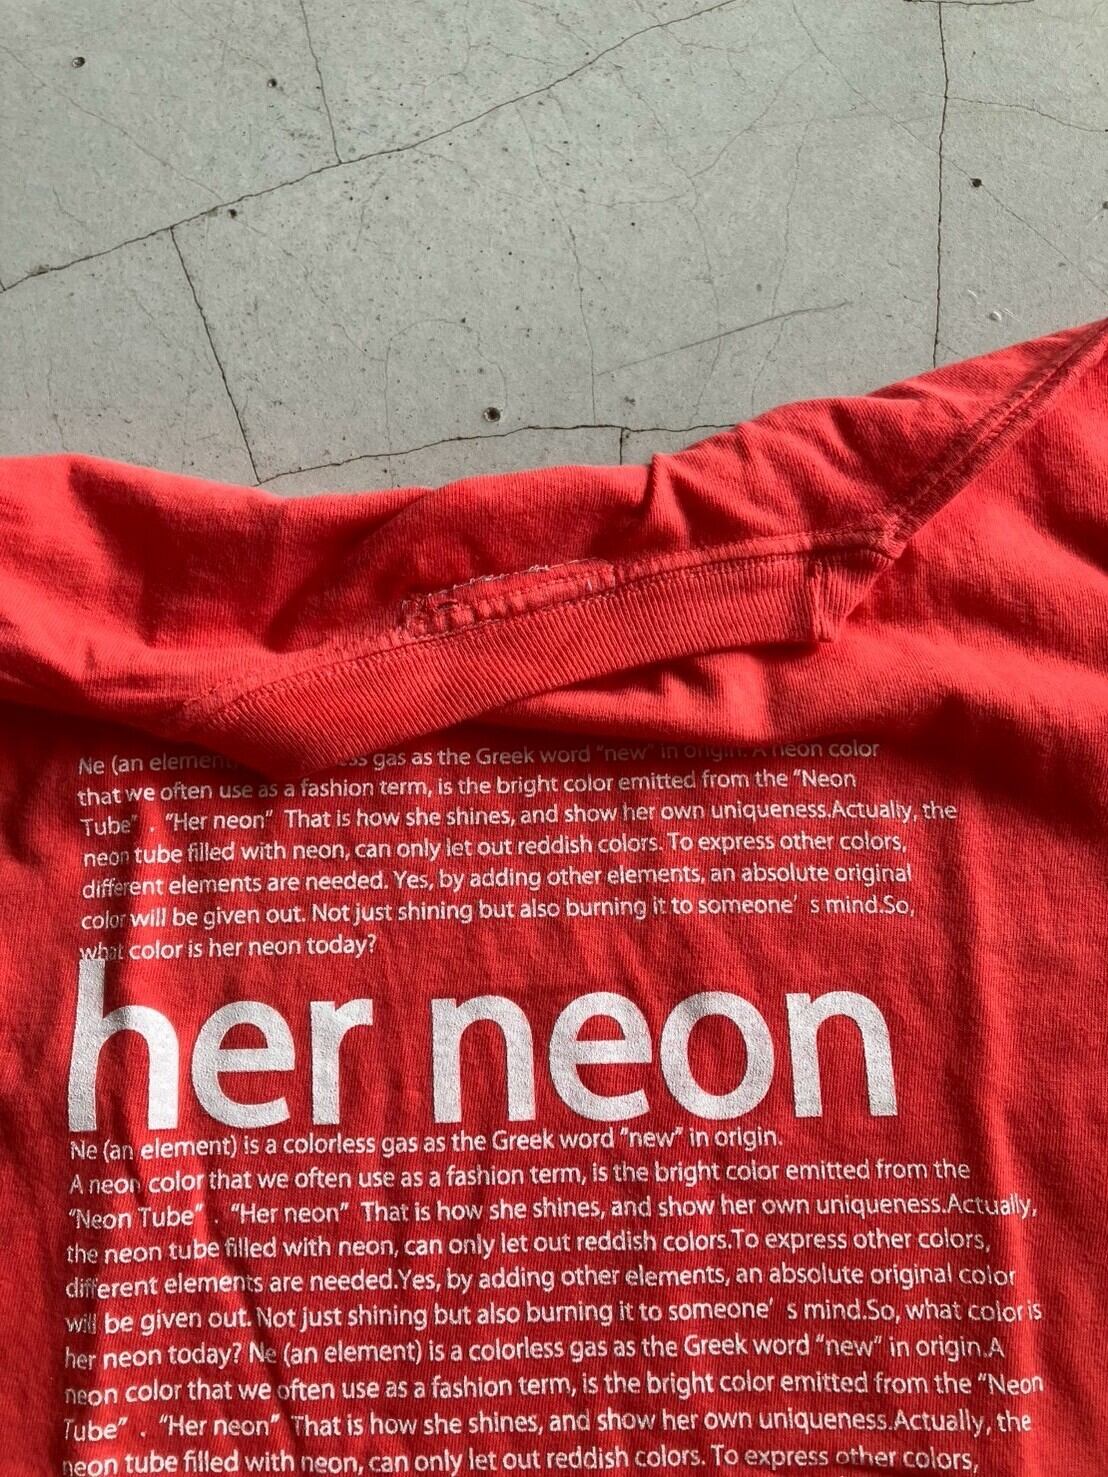 Ne (an element gas as the Greek word "new" in origin. A neon color
that we often use as a fashion term, is the bright color emitted from the "Neon
Tube" . "Her neon" That is how she shines, and show her own uniqueness.Actually, the
neon tube filled with neon, can only let out reddish colors. To express other colors,
different elements are needed. Yes, by adding other elements, an absolute original
color will be given out. Not just shining but also burning it to someone' s mind.So,
what color is her neon today?
her neon
Ne (an element) is a colorless gas as the Greek word "new" in origin.
A neon color that we often use as a fashion term, is the bright color emitted from the
"Neon Tube" . "Her neon" That is how she shines, and show her own uniqueness.Actually,
the neon tube filled with neon, can only let out reddish colors.To express other colors,
different elements are needed.Yes, by adding other elements, an absolute original color
will be given out. Not just shining but also burning it to someone' s mind.So, what color is
her neon today? Ne (an element) is a colorless gas as the Greek word "new" in origin.A
neon color that we often use as a fashion term, is the bright color emitted from the "Neon
Tube" . "Her neon" That is how she shines, and show her own uniqueness.Actually, the
neon tube filled with neon, can only let out reddish colors. To express other colors,